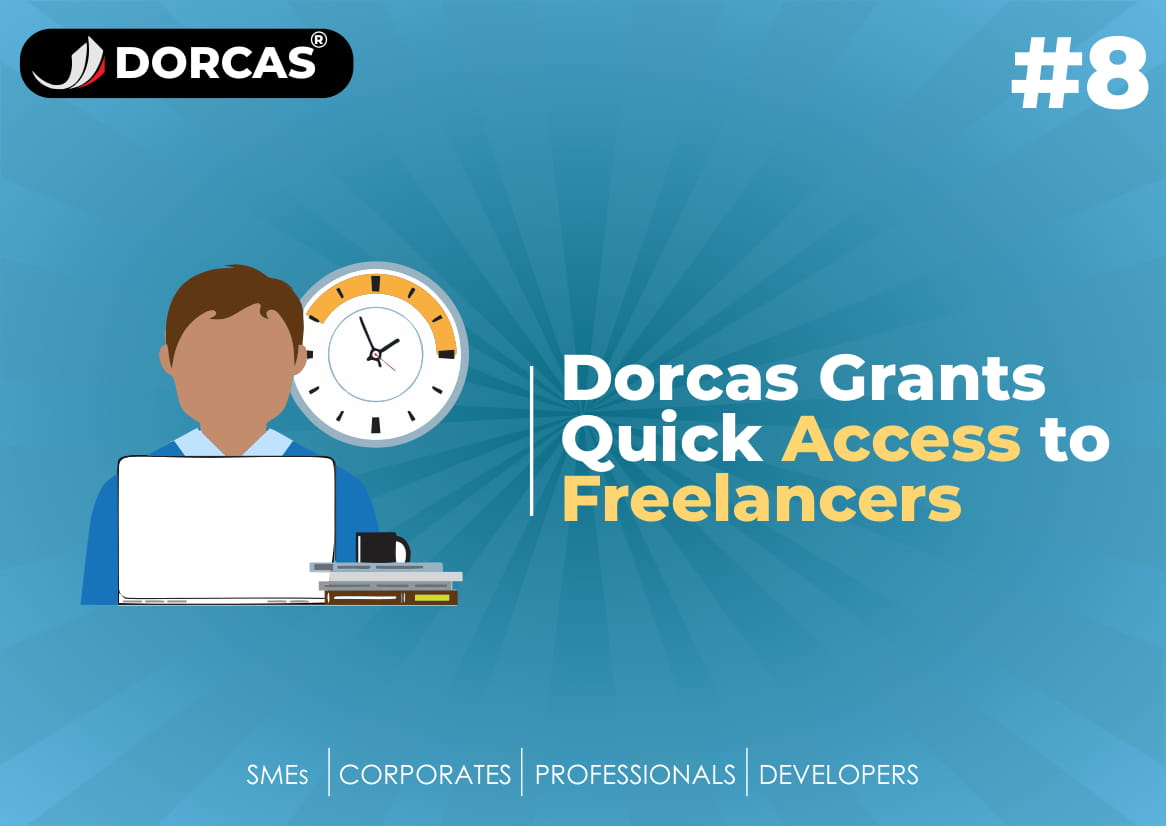 DORCAS®
#8
Dorcas Grants
Quick Access to
Freelancers
SMEs | CORPORATES | PROFESSIONALS | DEVELOPERS